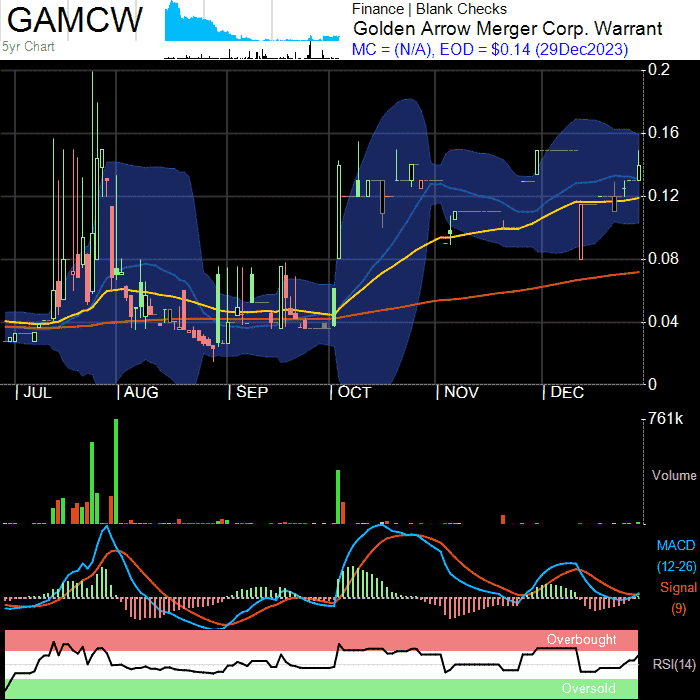 GAMCW
5yr Chart
Finance | Blank Checks
Golden Arrow Merger Corp. Warrant
MC = (N/A), EOD = $0.14 (29Dec2023)
0.2
0.16
0.12
0.08
0.04
0
| JUL | AUG | SEP | OCT | NOV | DEC
761k
Volume
MACD
(12-26)
Signal
(9)
Overbought
RSI(14)
Oversold